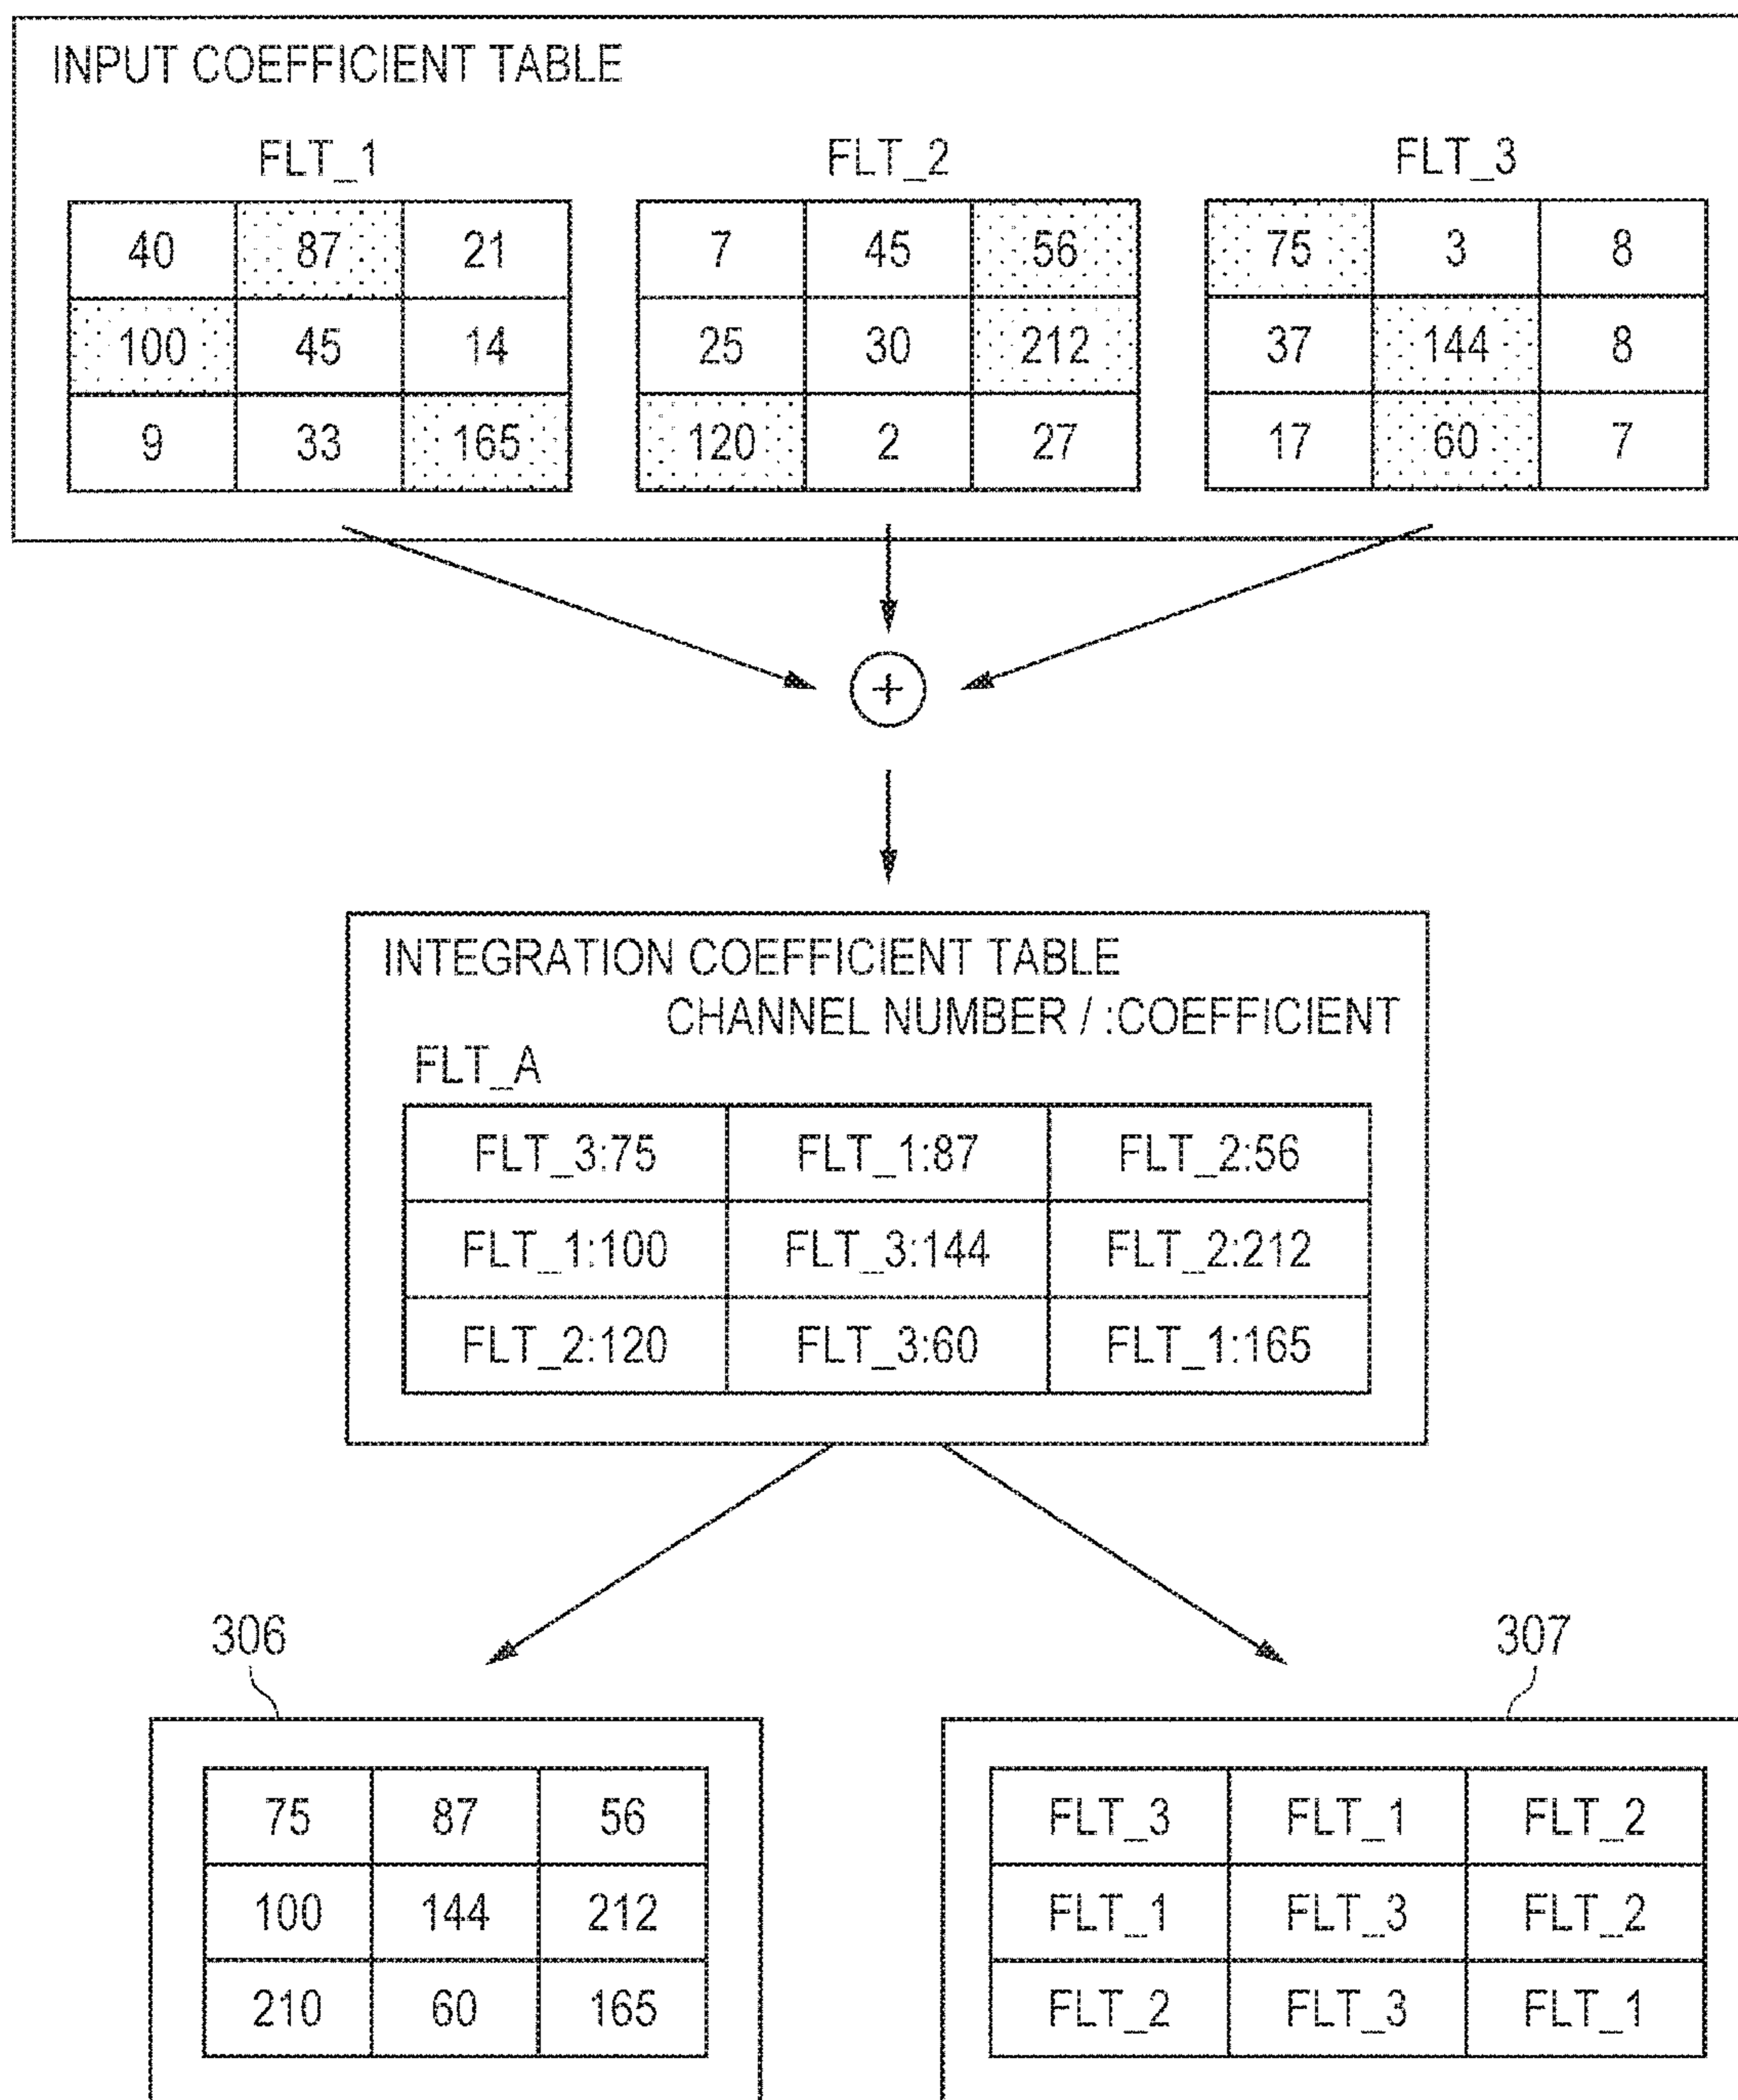 INPUT COEFFICIENT TABLE
FLT_1 FLT_2 FLT_3
40 87 21 7 45 56 75 3 8
100 45 14 25 30 212 37 144 8
9 33 165 120 2 27 17 60 7
+
INTEGRATION COEFFICIENT TABLE
CHANNEL NUMBER / :COEFFICIENT
FLT_A
FLT_3:75 FLT_1:87 FLT_2:56
FLT_1:100 FLT_3:144 FLT_2:212
FLT_2:120 FLT_3:60 FLT_1:165
306 307
75 87 56 FLT_3 FLT_1 FLT_2
100 144 212 FLT_1 FLT_3 FLT_2
210 60 165 FLT_2 FLT_3 FLT_1